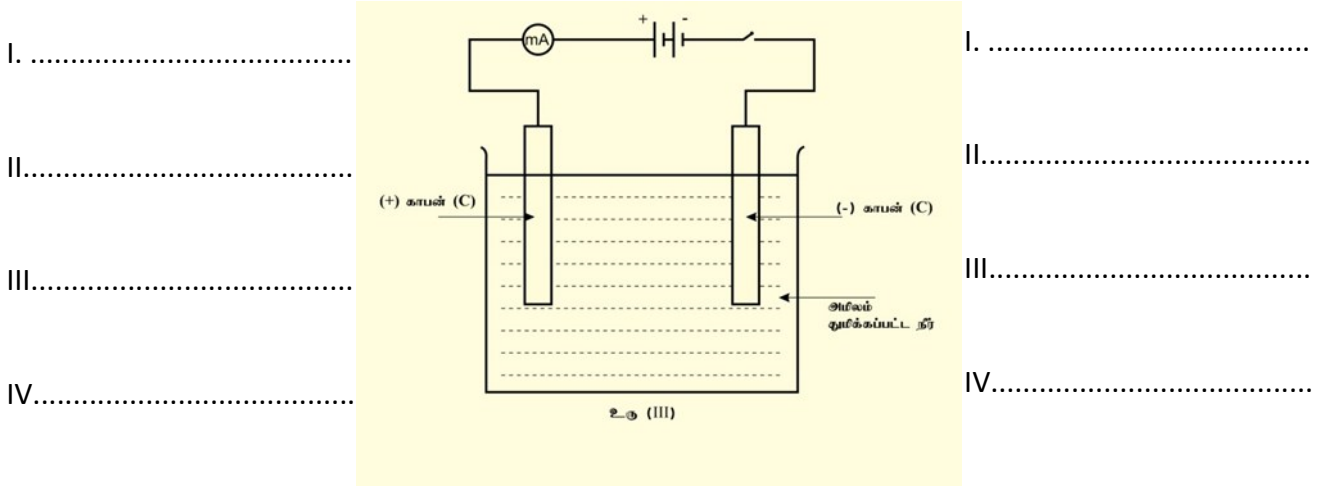 I. ........................................
II.........................................
III........................................
IV........................................
+ -
mA
(+) காபன் (C)
(-) காபன் (C)
அமிலம்
துமிக்கப்பட்ட நீர்
உரு (III)
I. ........................................
II.........................................
III........................................
IV........................................